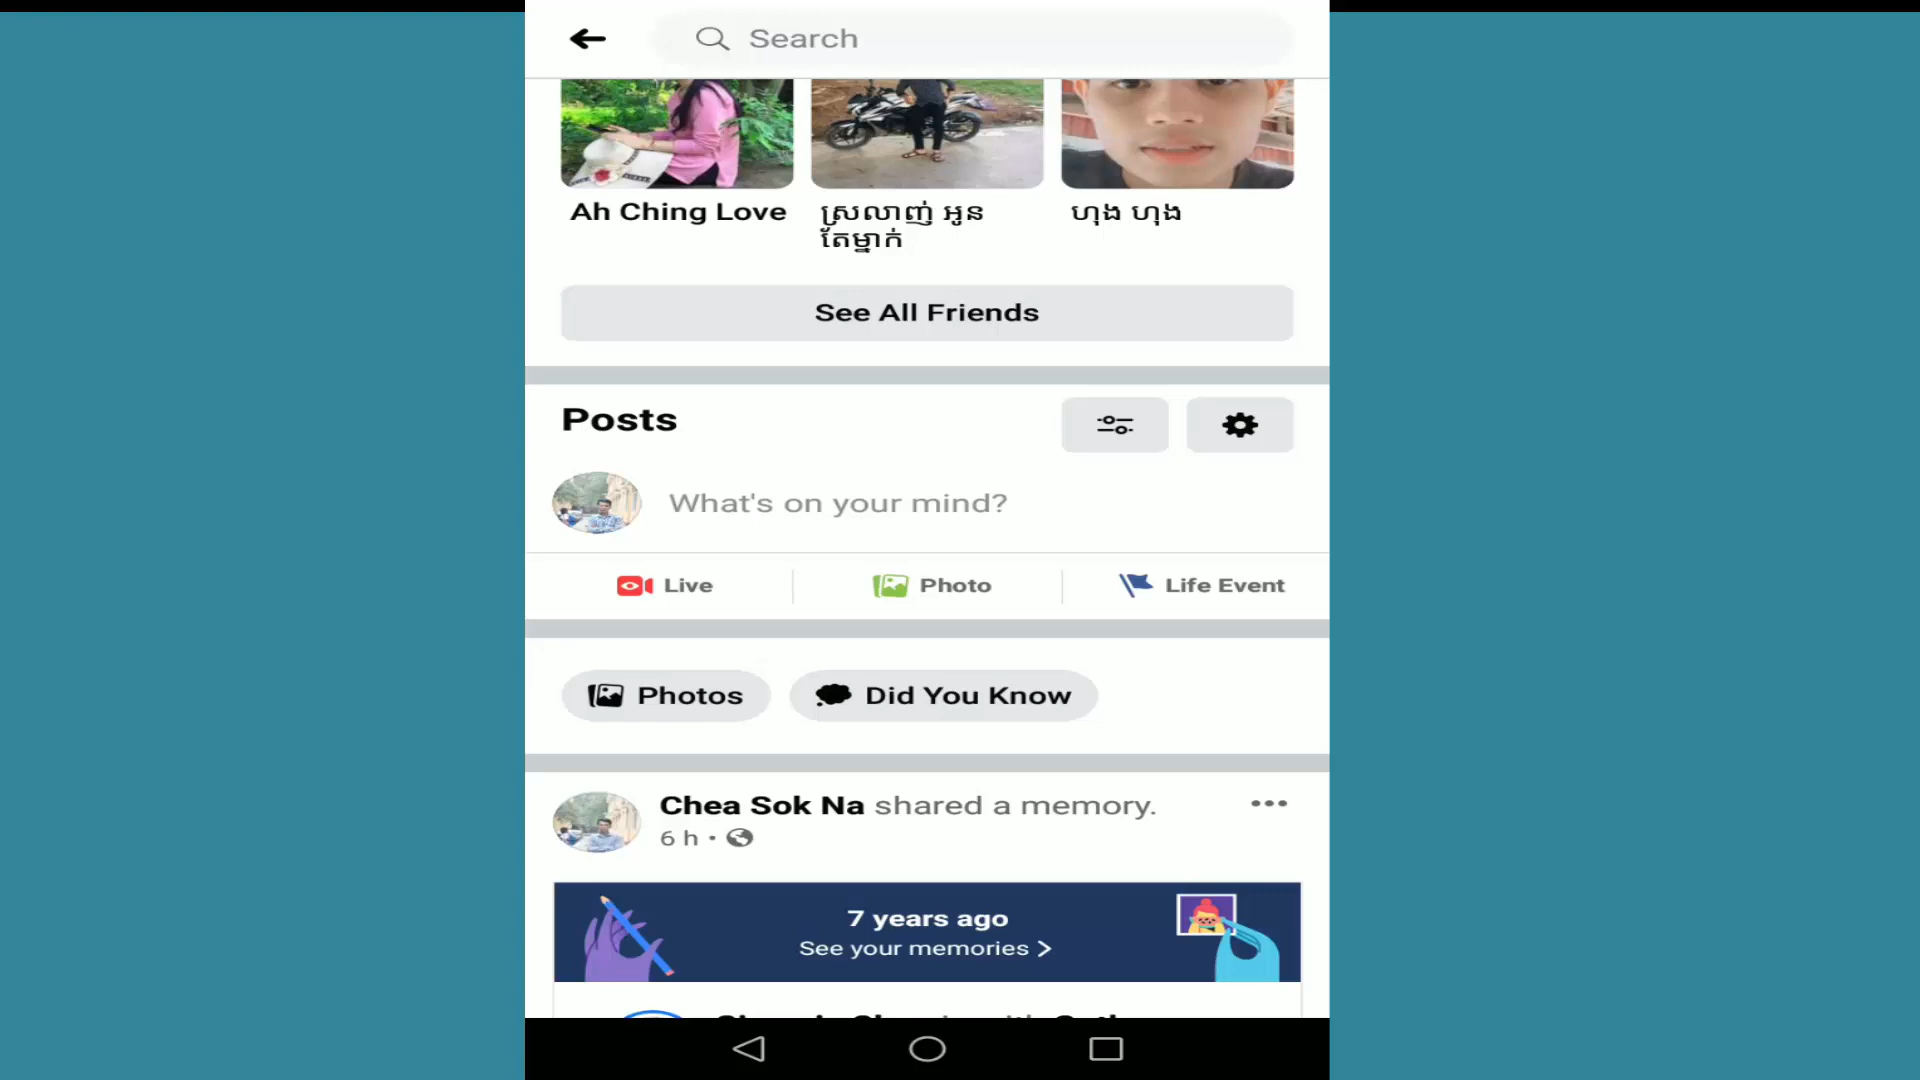 Search
Ah Ching Love
ស្រលាញ់ អូន
តែម្នាក់
ហុង ហុង
See All Friends
Posts
What's on your mind?
Live
Photo
Life Event
Photos
Did You Know
Chea Sok Na shared a memory.
6 h
7 years ago
See your memories